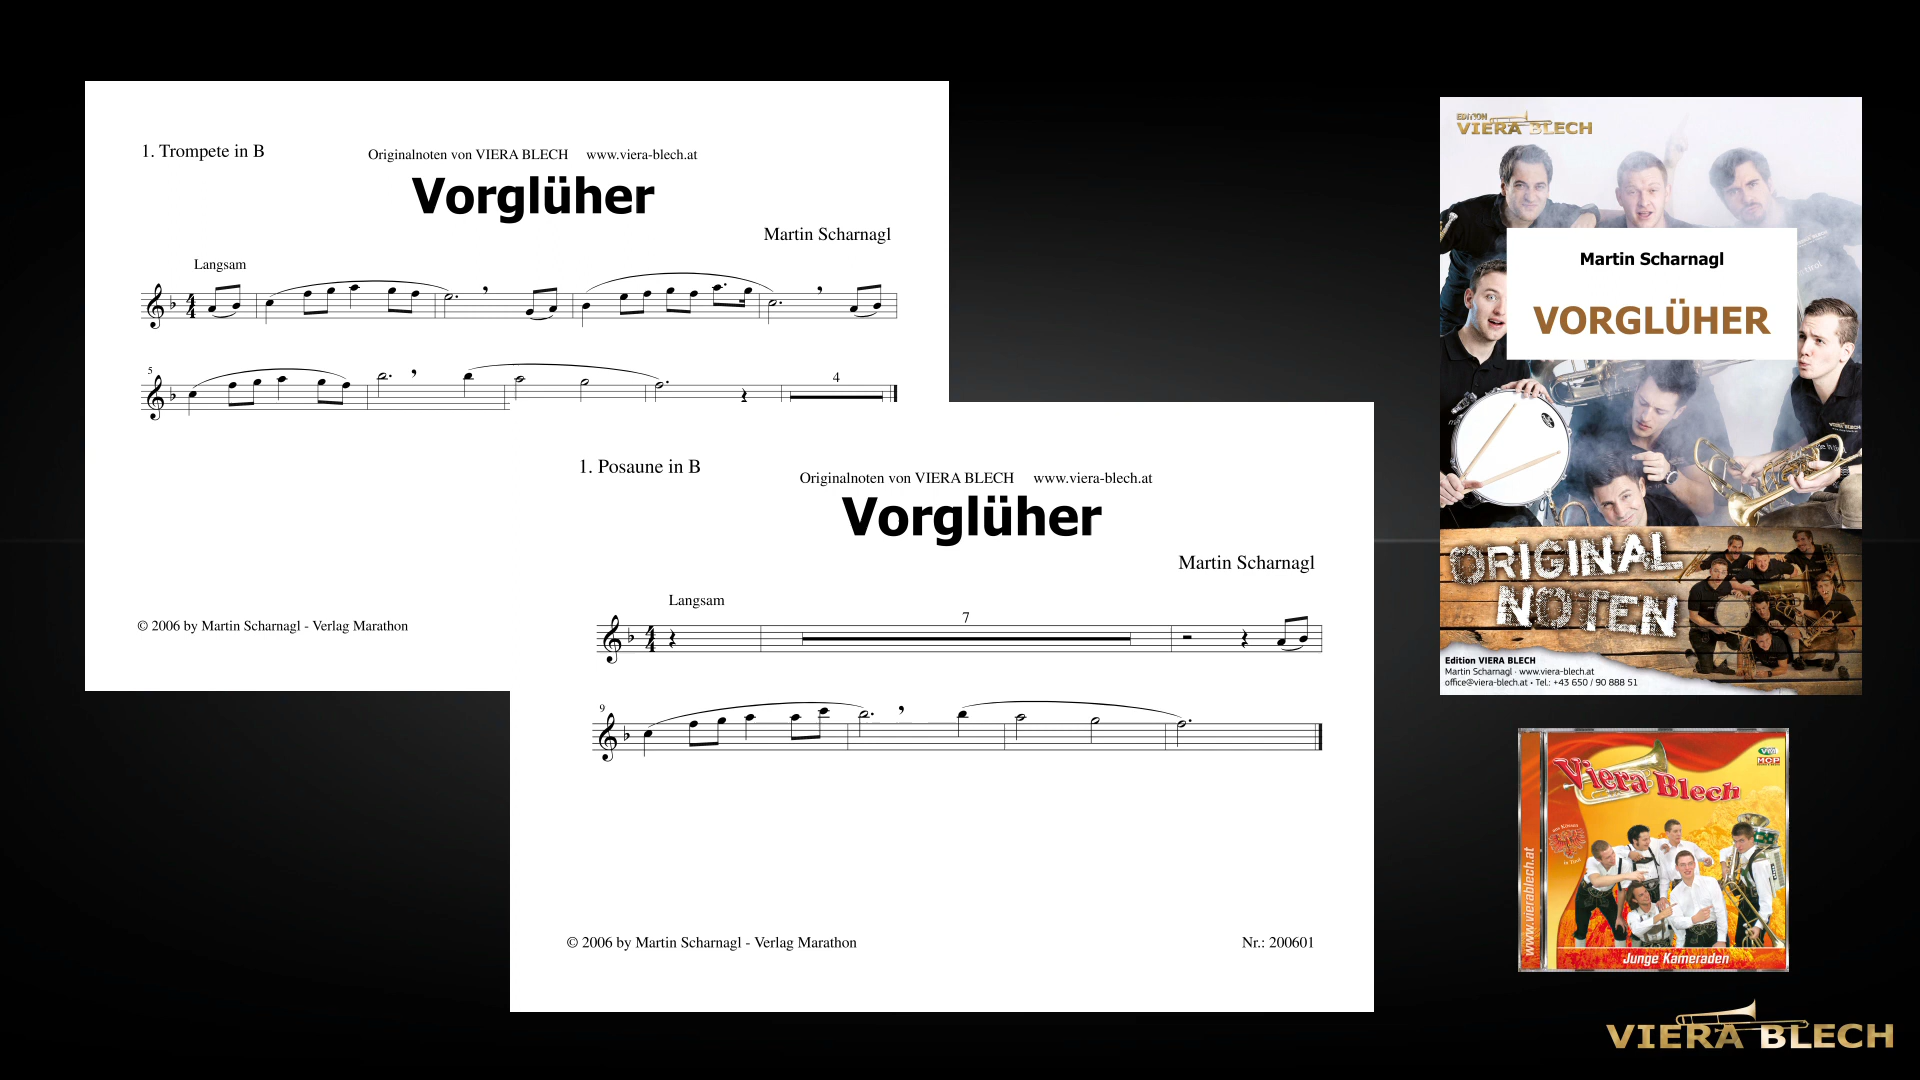 1. Trompete in B
Originalnoten von VIERA BLECH www.viera-blech.at
Vorglüher
Martin Scharnagl
Langsam
5
4
© 2006 by Martin Scharnagl - Verlag Marathon
1. Posaune in B
Originalnoten von VIERA BLECH www.viera-blech.at
Vorglüher
Martin Scharnagl
Langsam
7
9
© 2006 by Martin Scharnagl - Verlag Marathon
Nr.: 200601
EDITION
VIERA BLECH
Martin Scharnagl
VORGLÜHER
ORIGINAL
NOTEN
Edition VIERA BLECH
Martin Scharnagl · www.viera-blech.at
office@viera-blech.at • Tel.: +43 650 / 90 888 51
Viera Blech
MCP
www.vierablech.at
Junge Kameraden
VIERA BLECH